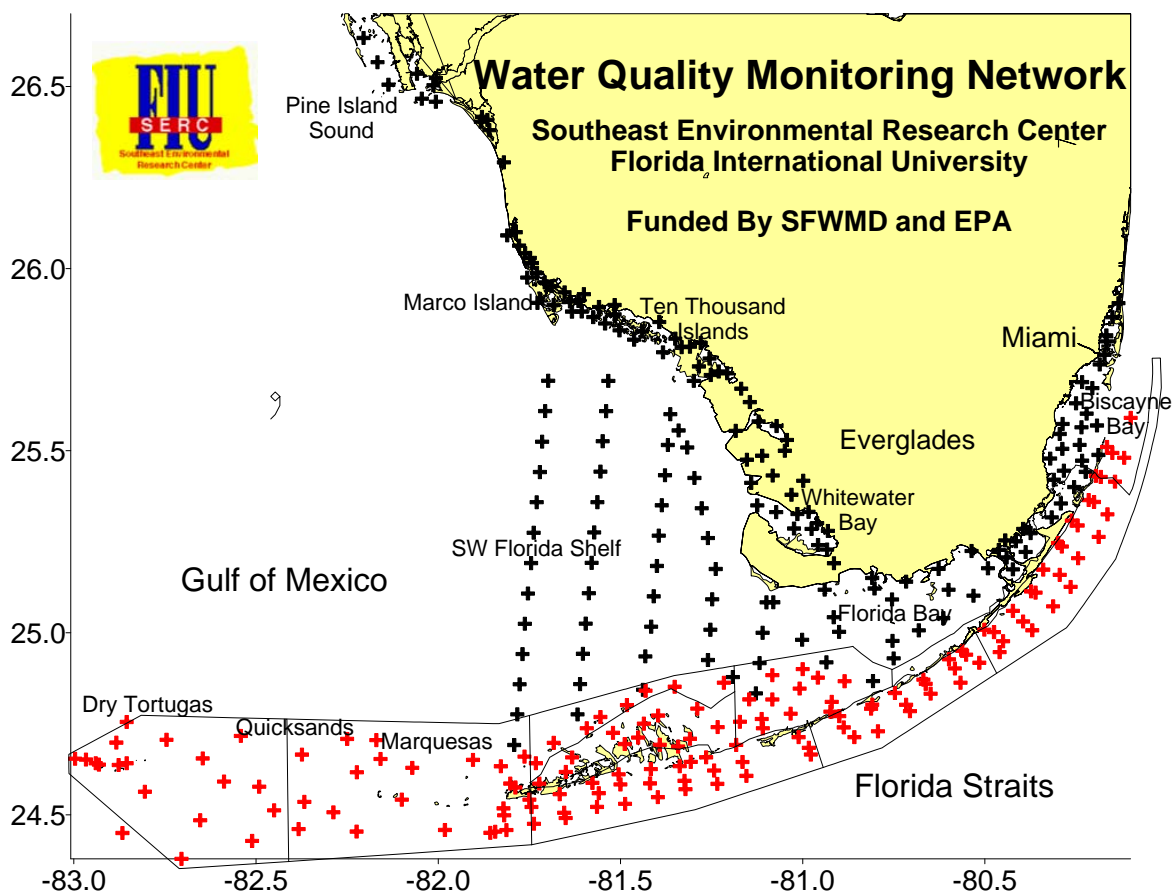 Water Quality Monitoring Network
Southeast Environmental Research Center
Florida International University
Funded By SFWMD and EPA
FIU
SERC
Southeast Environmental
Research Center
Pine Island
Sound
Marco Island
Ten Thousand
Islands
Miami
Biscayne
Bay
Everglades
Whitewater
Bay
SW Florida Shelf
Gulf of Mexico
Florida Bay
Dry Tortugas
Quicksands
Marquesas
Florida Straits
26.5
26.0
25.5
25.0
24.5
-83.0
-82.5
-82.0
-81.5
-81.0
-80.5